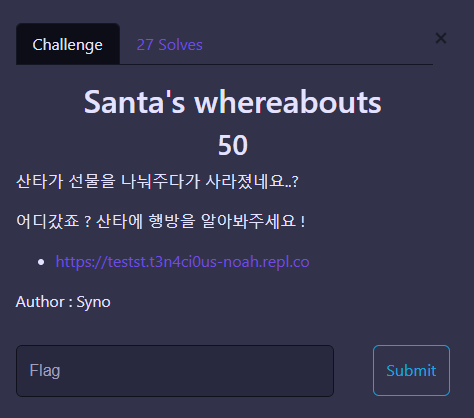 Challenge
27 Solves
×
Santa's whereabouts
50
산타가 선물을 나눠주다가 사라졌네요..?
어디갔죠 ? 산타에 행방을 알아봐주세요 !
• https://testst.t3n4ci0us-noah.repl.co
Author : Syno
Flag
Submit